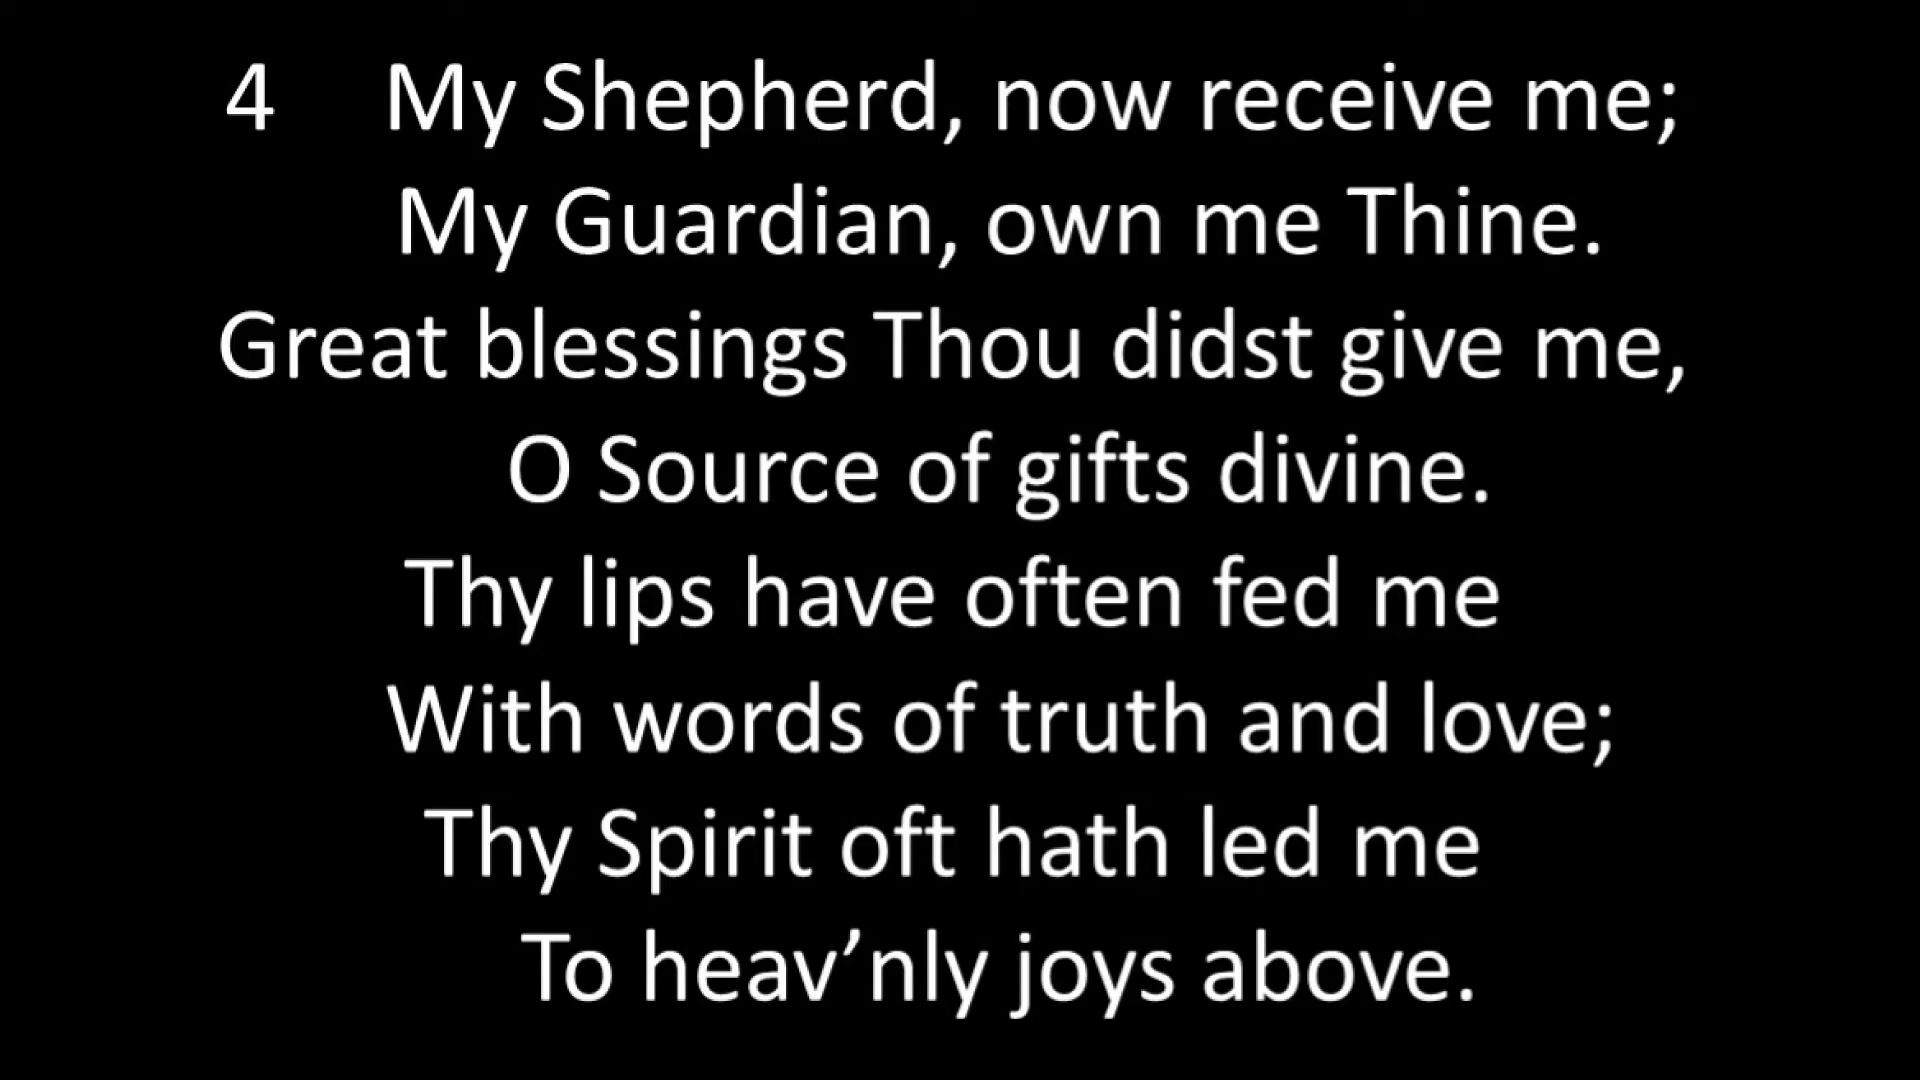 4 My Shepherd, now receive me;
My Guardian, own me Thine.
Great blessings Thou didst give me,
O Source of gifts divine.
Thy lips have often fed me
With words of truth and love;
Thy Spirit oft hath led me
To heav’nly joys above.